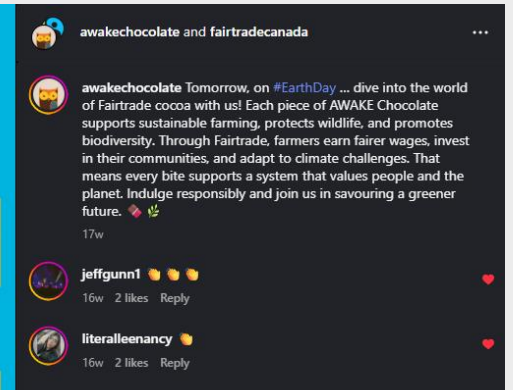 awakechocolate and fairtradecanada
awakechocolate Tomorrow, on #EarthDay ... dive into the world
of Fairtrade cocoa with us! Each piece of AWAKE Chocolate
supports sustainable farming, protects wildlife, and promotes
biodiversity. Through Fairtrade, farmers earn fairer wages, invest
in their communities, and adapt to climate challenges. That
means every bite supports a system that values people and the
planet. Indulge responsibly and join us in savouring a greener
future. 🍫 🌿
17w
jeffgunn1 👏 👏 👏
16w 2 likes Reply
literalleenancy 👏
16w 2 likes Reply